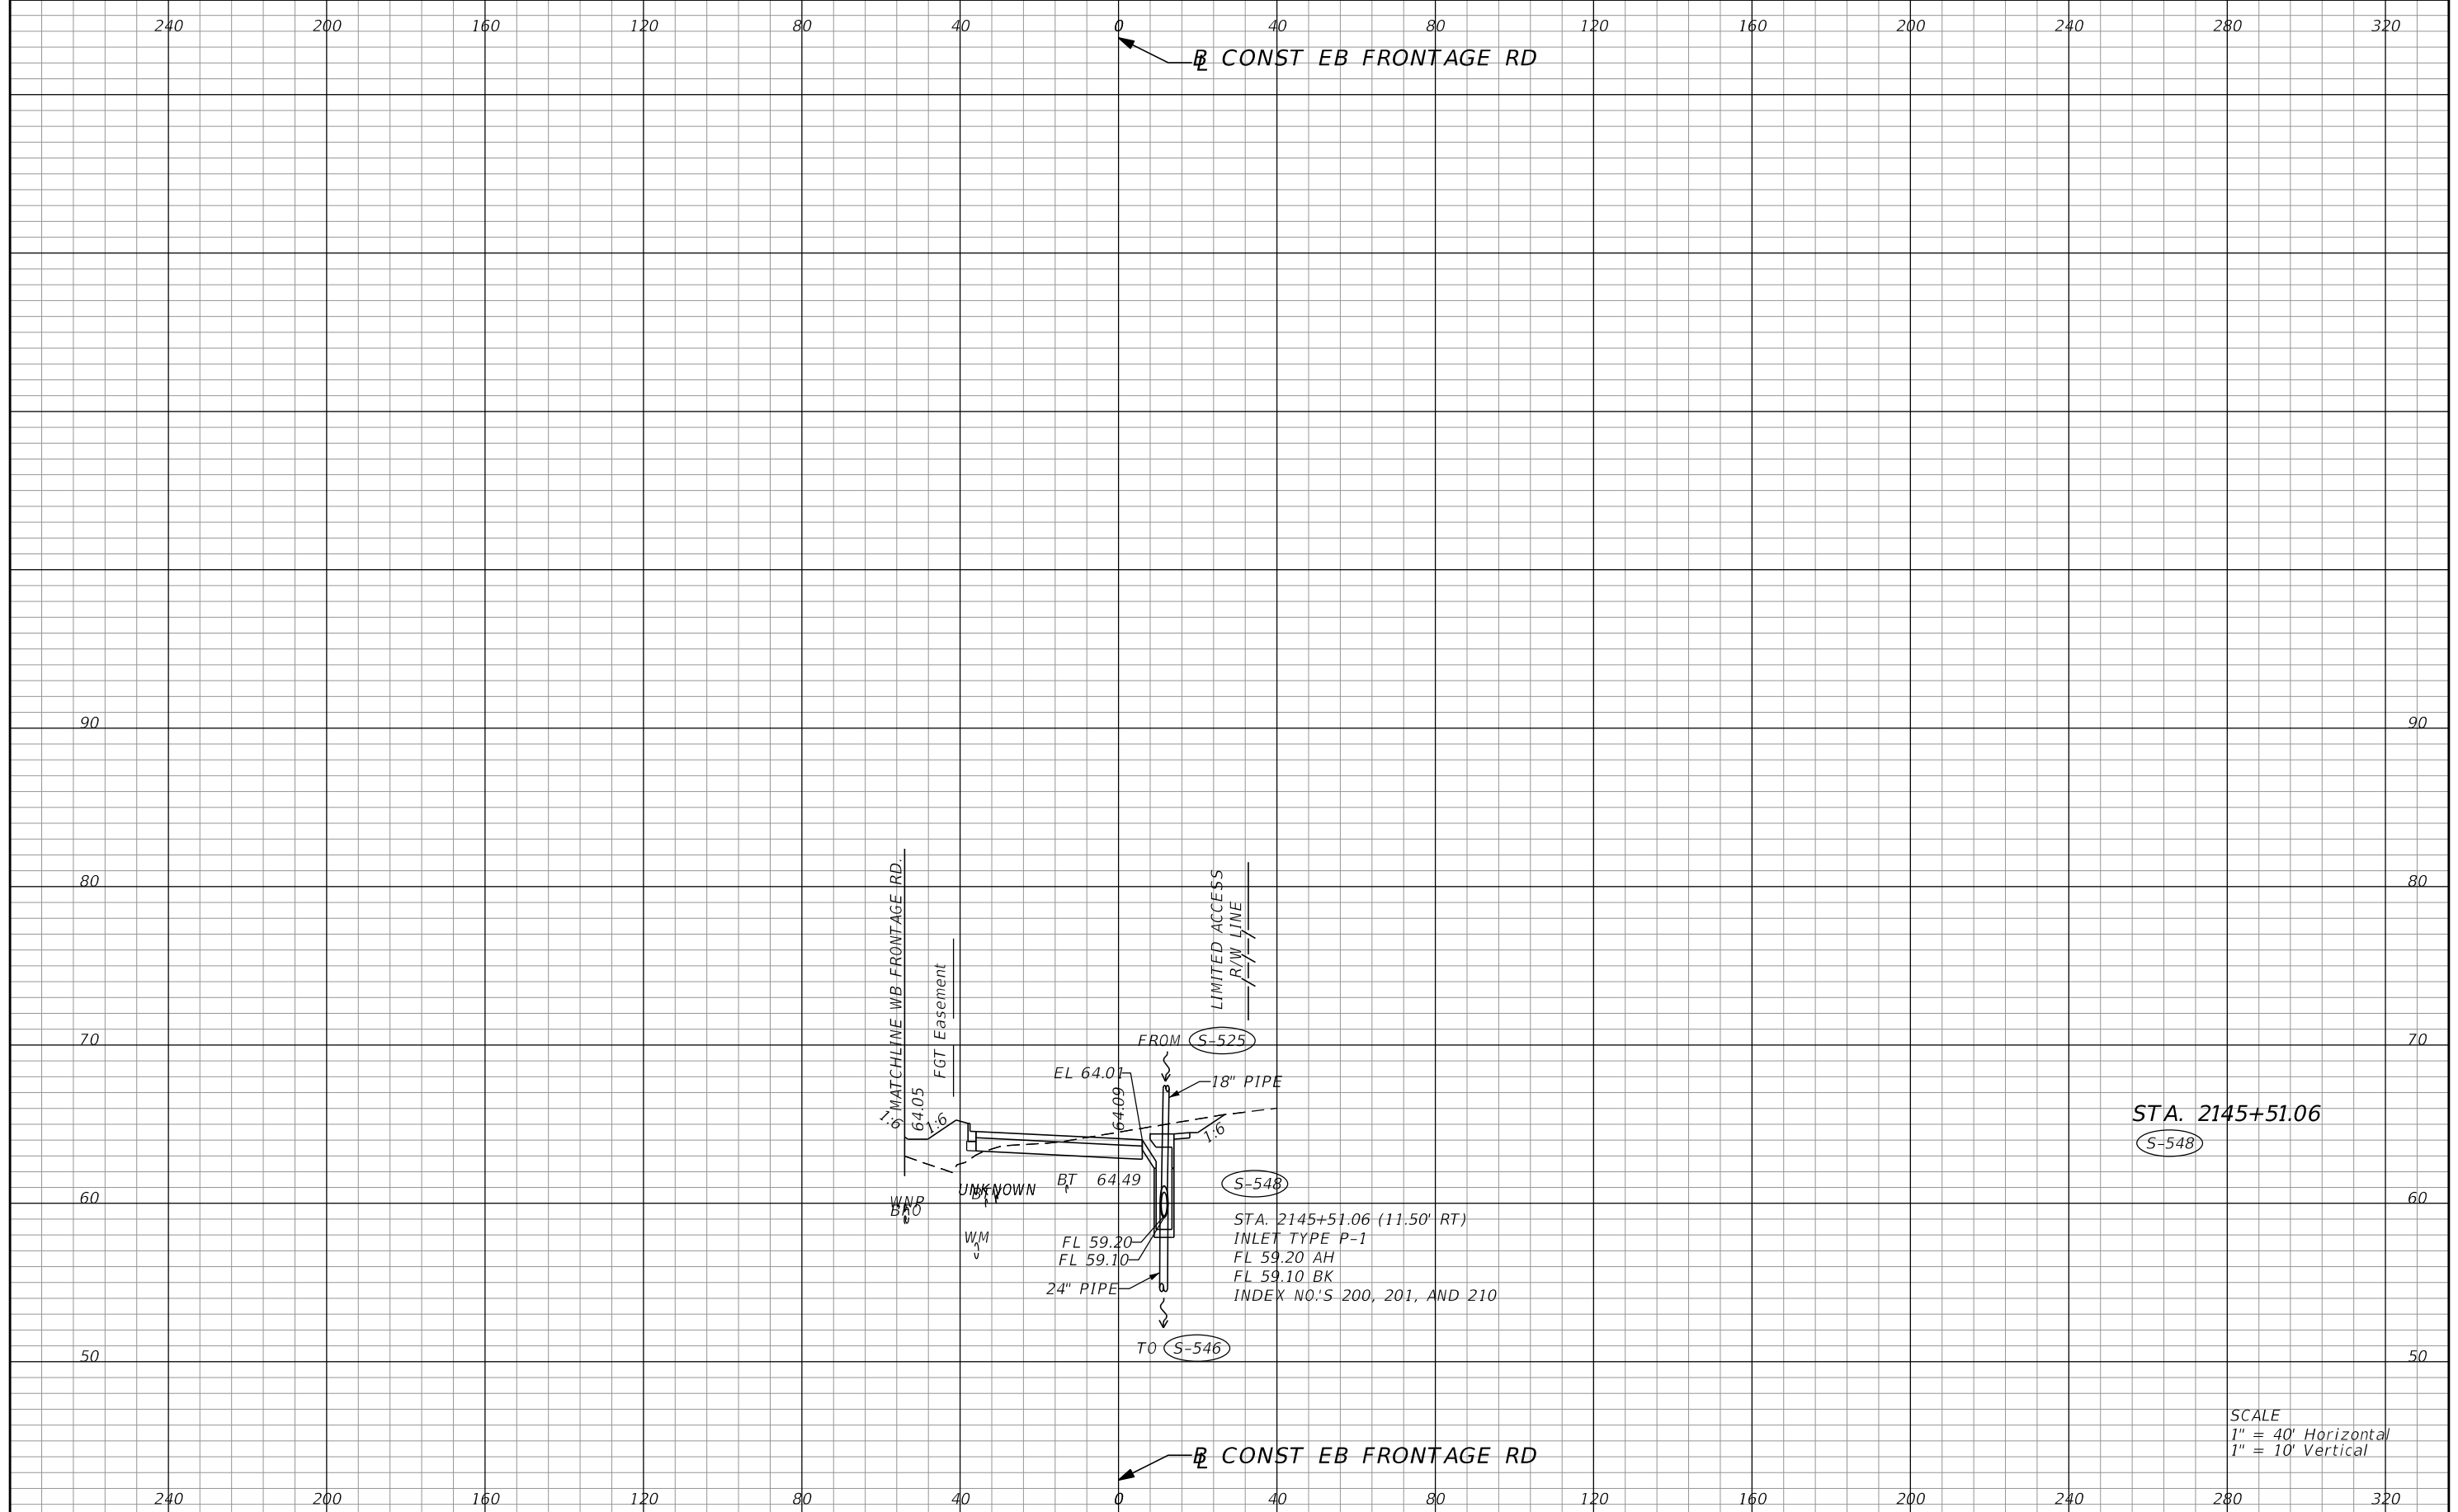 240 200 160 120 80 40 0 40 80 120 160 200 240 280 320
BL CONST EB FRONTAGE RD
90 90
80 80
MATCHLINE WB FRONTAGE RD.
FGT Easement
LIMITED ACCESS
R/W LINE
70 70
FROM S-525
EL 64.01
18" PIPE
64.05
64.09
1:6
1:6
1:6
STA. 2145+51.06
S-548
BT 64.49
UNKNOWN
S-548
60 60
WNP
BFO
WM
FL 59.20
FL 59.10
24" PIPE
STA. 2145+51.06 (11.50' RT)
INLET TYPE P-1
FL 59.20 AH
FL 59.10 BK
INDEX NO.'S 200, 201, AND 210
TO S-546
50 50
SCALE
1" = 40' Horizontal
1" = 10' Vertical
BL CONST EB FRONTAGE RD
240 200 160 120 80 40 0 40 80 120 160 200 240 280 320